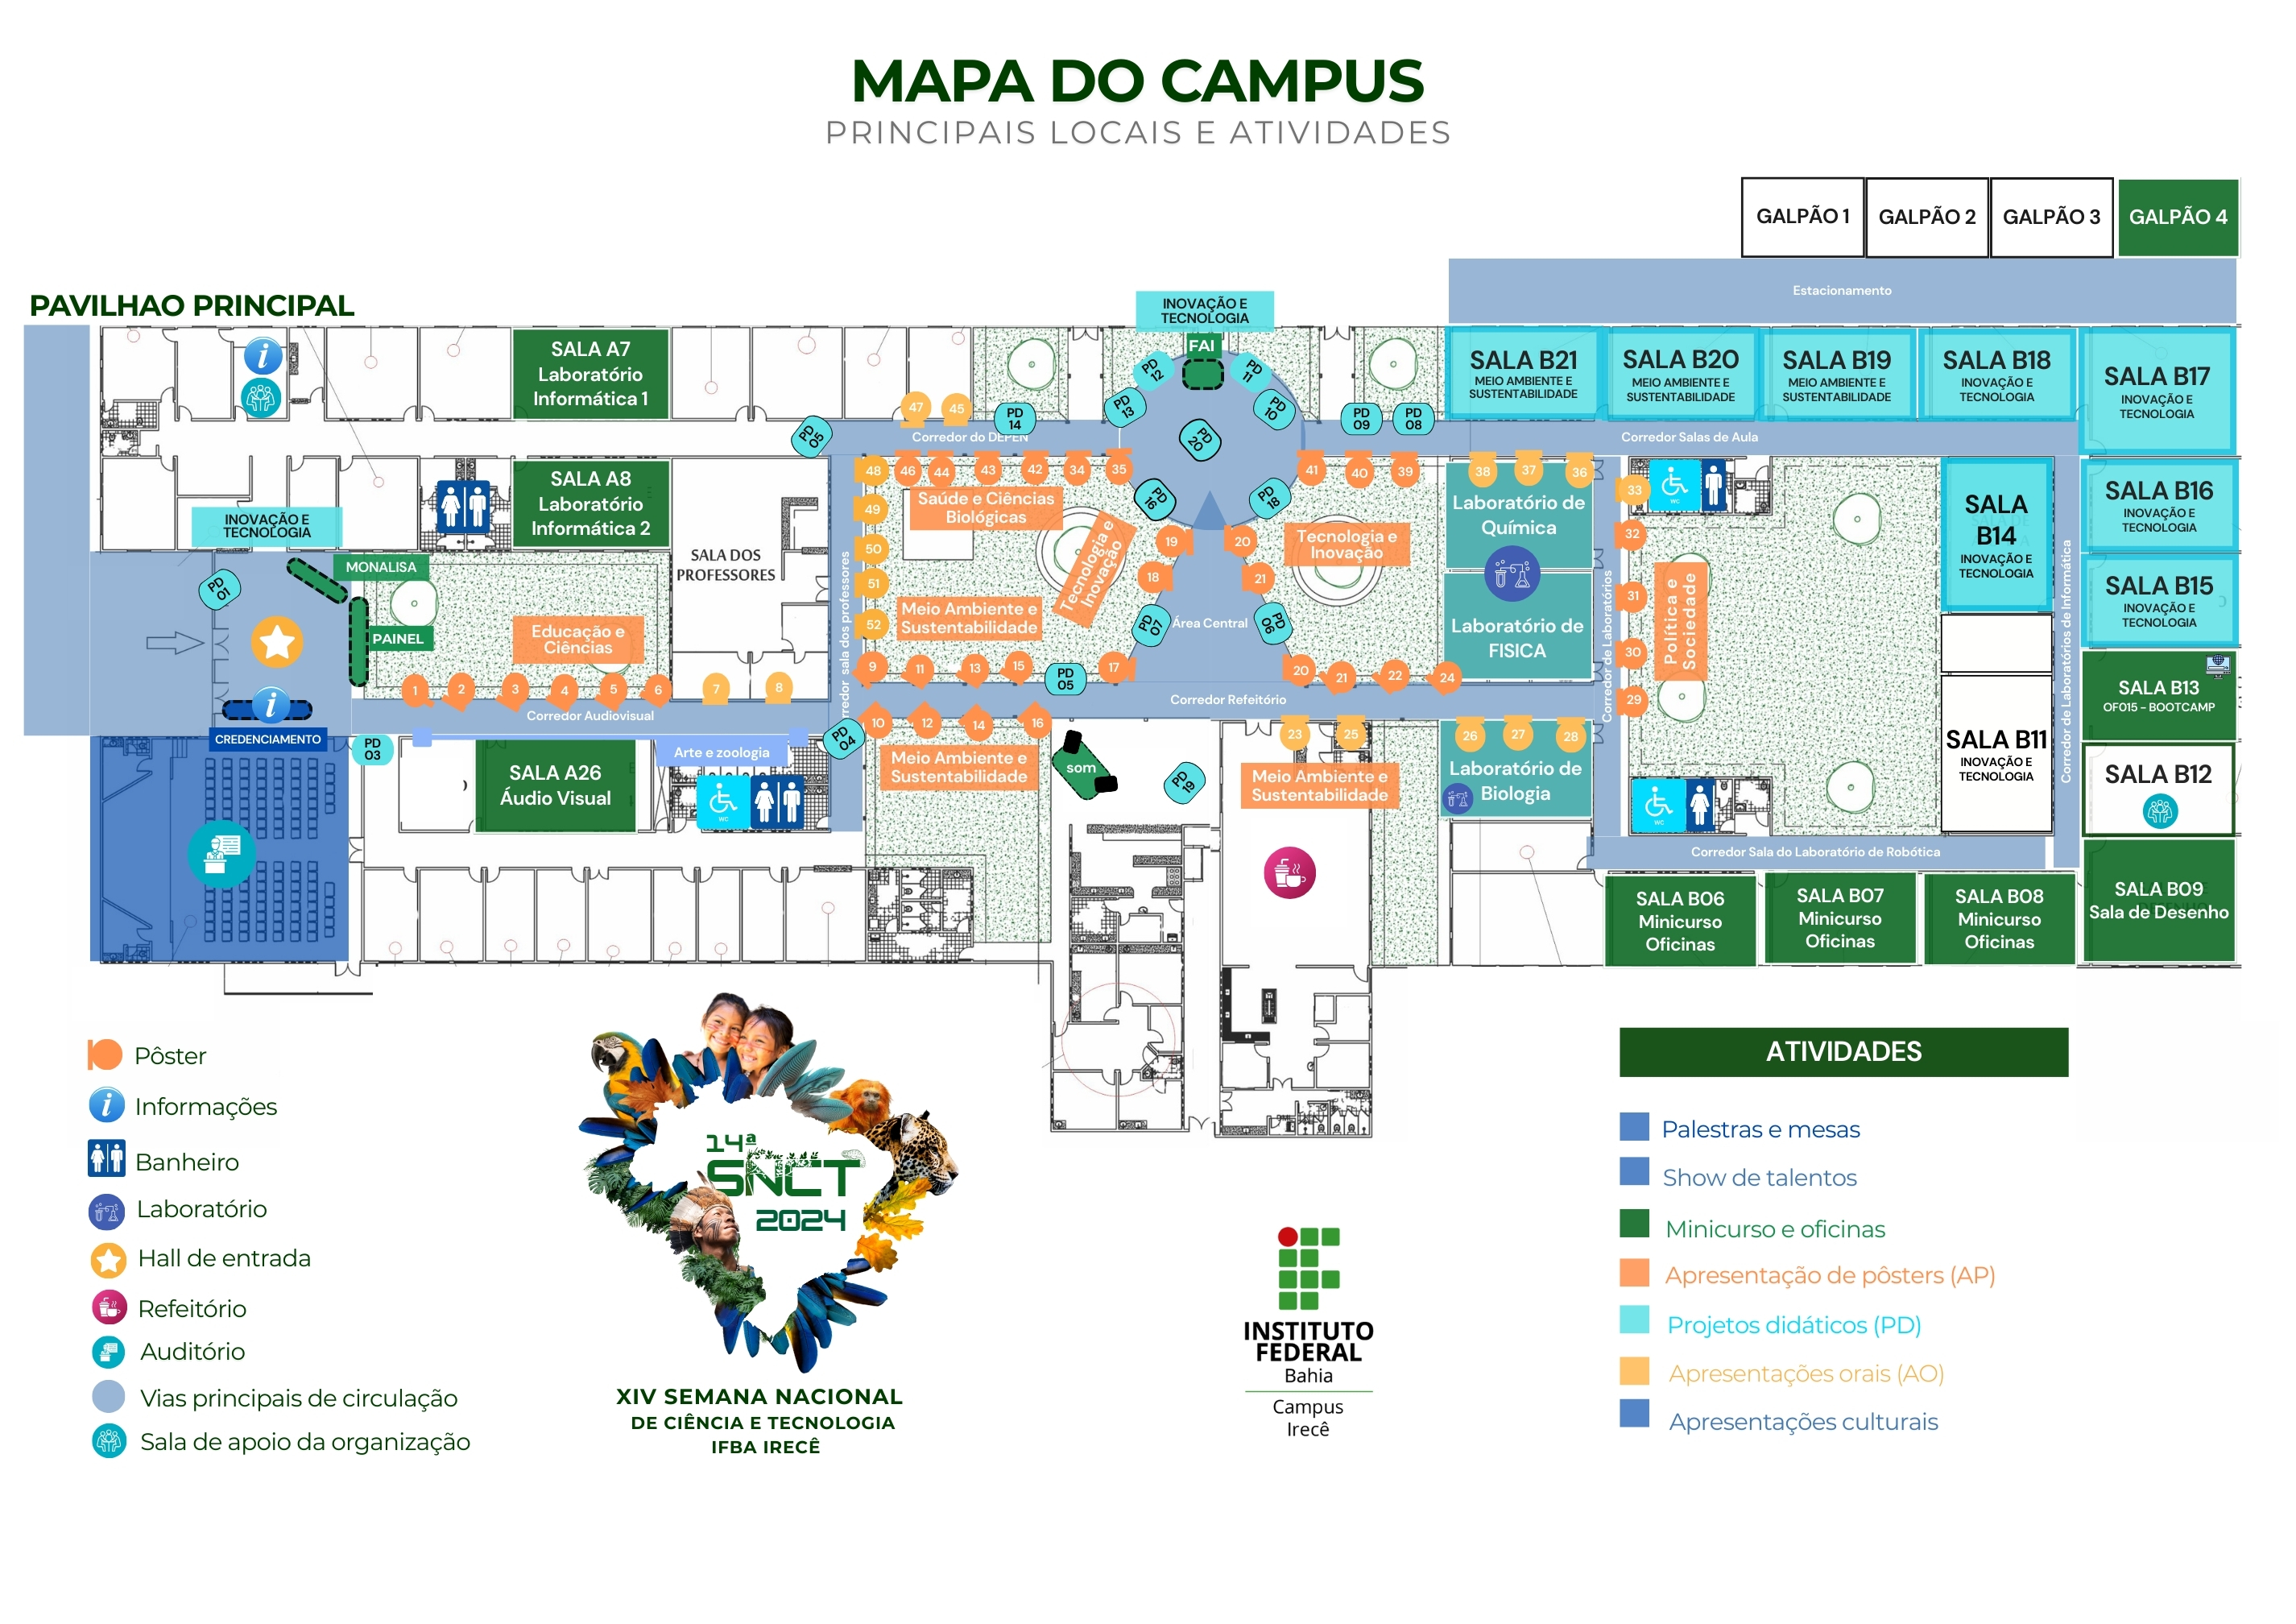 MAPA DO CAMPUS
PRINCIPAIS LOCAIS E ATIVIDADES
GALPÃO 1
GALPÃO 2
GALPÃO 3
GALPÃO 4
Estacionamento
PAVILHAO PRINCIPAL
INOVAÇÃO E
TECNOLOGIA
FAI
SALA A7
Laboratório
Informática 1
SALA B21
MEIO AMBIENTE E
SUSTENTABILIDADE
SALA B20
MEIO AMBIENTE E
SUSTENTABILIDADE
SALA B19
MEIO AMBIENTE E
SUSTENTABILIDADE
SALA B18
INOVAÇÃO E
TECNOLOGIA
SALA B17
INOVAÇÃO E
TECNOLOGIA
PD
12
PD
11
PD
13
PD
10
47
45
PD
14
PD
09
PD
08
PD
05
Corredor do DEPEN
PD
20
Corredor Salas de Aula
48
46
44
43
42
34
35
41
40
39
38
37
36
33
SALA A8
Laboratório
Informática 2
Saúde e Ciências
Biológicas
PD
16
PD
18
Laboratório de
Química
WC
SALA
B14
INOVAÇÃO E
TECNOLOGIA
SALA B16
INOVAÇÃO E
TECNOLOGIA
49
50
51
52
INOVAÇÃO E
TECNOLOGIA
SALA DOS
PROFESSORES
Tecnologia e
Inovação
Tecnologia e
Inovação
19
20
18
21
32
31
30
29
MONALISA
PD
01
PAINEL
Educação e
Ciências
Meio Ambiente e
Sustentabilidade
PD
07
Área Central
PD
06
Laboratório de
FISICA
Política e
Sociedade
SALA B15
INOVAÇÃO E
TECNOLOGIA
Corredor de Laboratórios
Corredor de Laboratórios de Informática
sala dos professores
9
11
13
15
17
PD
05
20
21
22
24
1
2
3
4
5
6
7
8
SALA B13
OF015 - BOOTCAMP
Corredor Refeitório
Corredor Audiovisual
10
12
14
16
23
25
26
27
28
CREDENCIAMENTO
PD
03
PD
04
Arte e zoologia
SALA A26
Áudio Visual
WC
Meio Ambiente e
Sustentabilidade
som
PD
19
Meio Ambiente e
Sustentabilidade
Laboratório de
Biologia
WC
SALA B11
INOVAÇÃO E
TECNOLOGIA
SALA B12
Corredor Sala do Laboratório de Robótica
SALA B06
Minicurso
Oficinas
SALA B07
Minicurso
Oficinas
SALA B08
Minicurso
Oficinas
SALA B09
Sala de Desenho
Pôster
Informações
Banheiro
Laboratório
Hall de entrada
Refeitório
Auditório
Vias principais de circulação
Sala de apoio da organização
14ª
SNCT
2024
XIV SEMANA NACIONAL
DE CIÊNCIA E TECNOLOGIA
IFBA IRECÊ
INSTITUTO
FEDERAL
Bahia
Campus
Irecê
ATIVIDADES
Palestras e mesas
Show de talentos
Minicurso e oficinas
Apresentação de pôsters (AP)
Projetos didáticos (PD)
Apresentações orais (AO)
Apresentações culturais